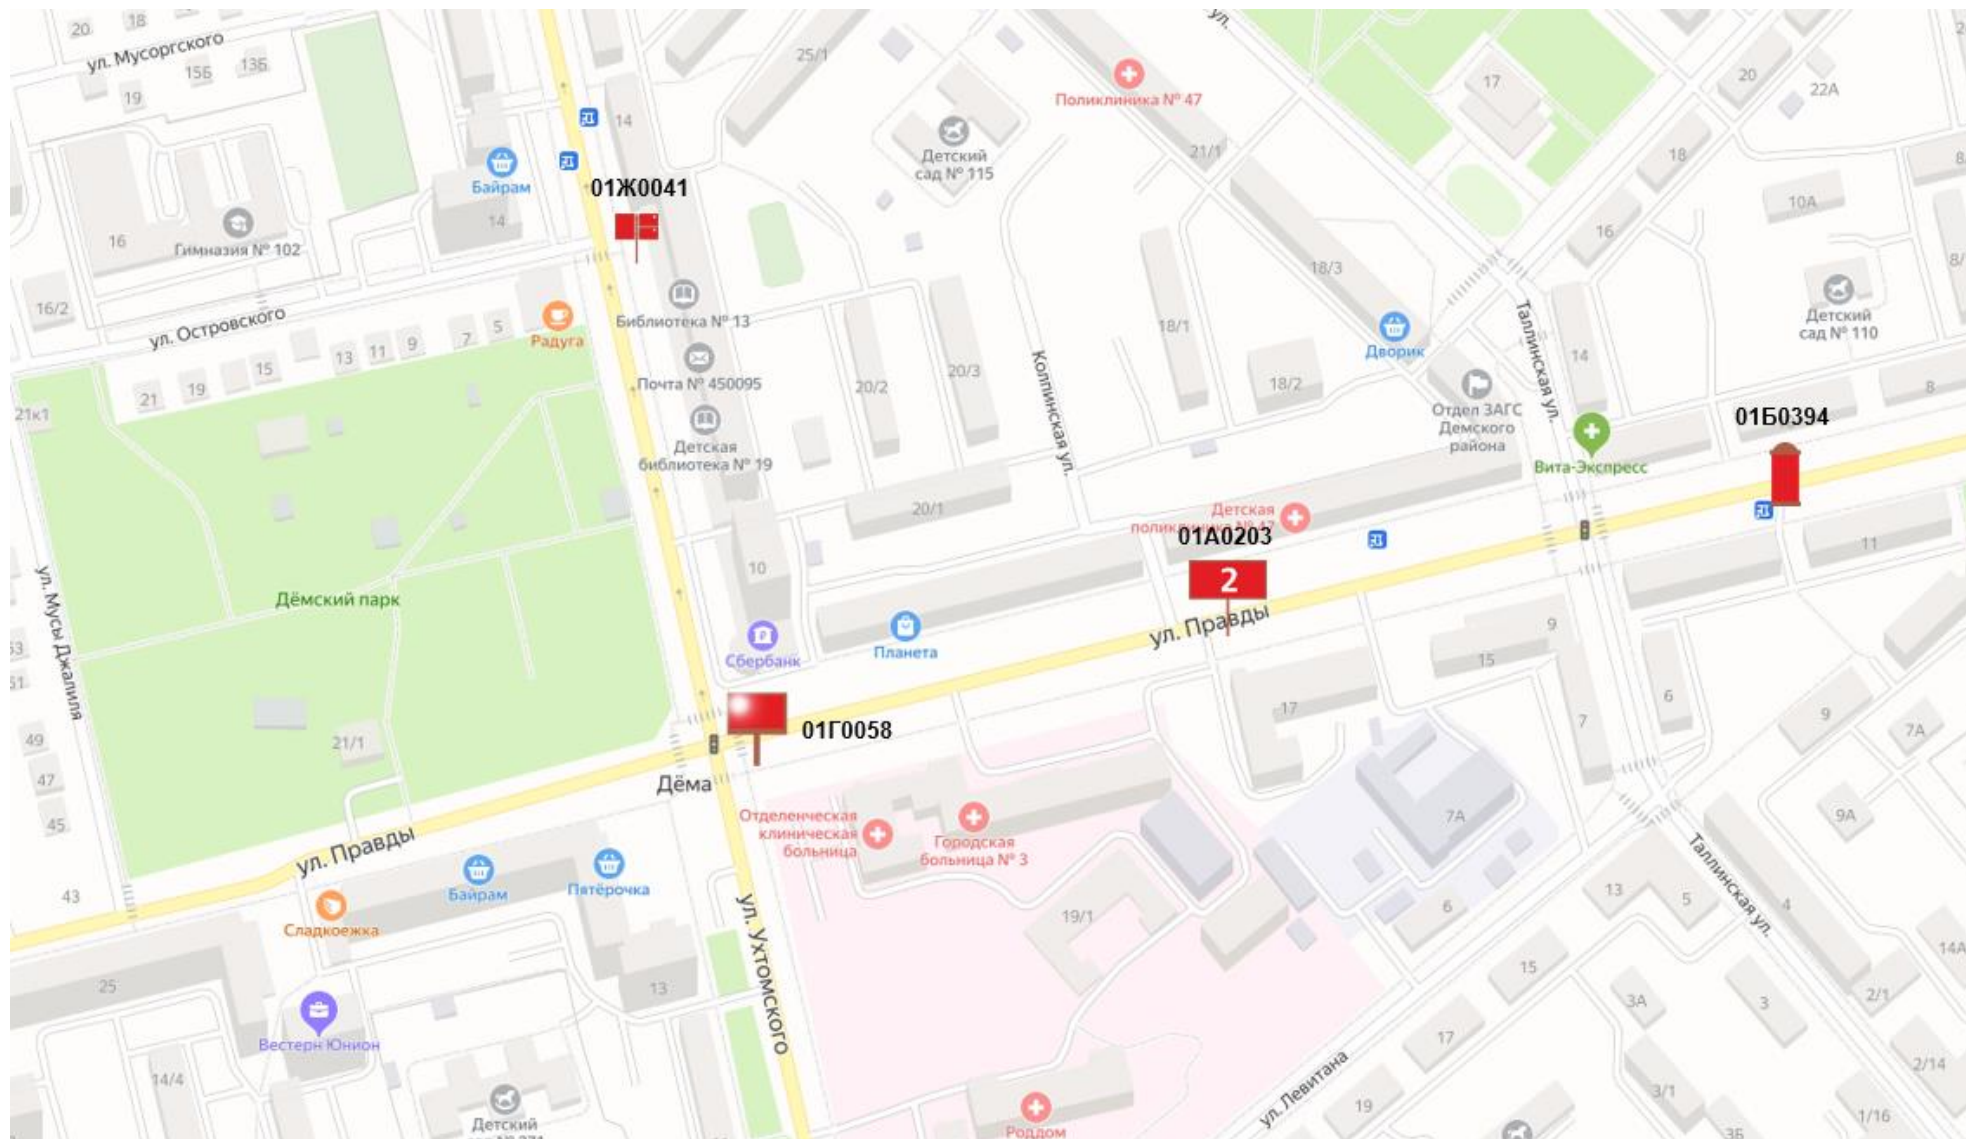 20
18
ул. Мусоргского
15Б
13Б
19
25/1
14
Поликлиника № 47
ул.
17
20
22А
18
21/1
Детский
сад № 115
Байрам
14
01Ж0041
16
Гимназия № 102
16
10А
18/3
16/2
ул. Островского
Библиотека № 13
Радуга
5
7
9
11
13
15
19
21
21к1
Почта № 450095
Детская
библиотека № 19
20/2
20/3
Колпинская ул.
18/1
18/2
Дворик
Отдел ЗАГС
Демского
района
Таллинская ул.
14
Детский
сад № 110
8
Вита-Экспресс
01Б0394
20/1
10
Детская
поликлиника № 47
01А0203
2
11
ул. Мусы Джалиля
Дёмский парк
Сбербанк
Планета
ул. Правды
9
15
17
7
6
9
7А
49
47
45
43
21/1
01Г0058
Дёма
ул. Правды
Отделенческая
клиническая
больница
Городская
больница № 3
7А
9А
Байрам
Пятёрочка
Сладкоежка
ул. Ухтомского
19/1
6
13
5
4
Таллинская ул.
14А
25
13
Вестерн Юнион
15
3А
3
2/1
17
14/4
Детский
ул. Левитана
19
3/1
2/14
1/16
3Б
Роддом